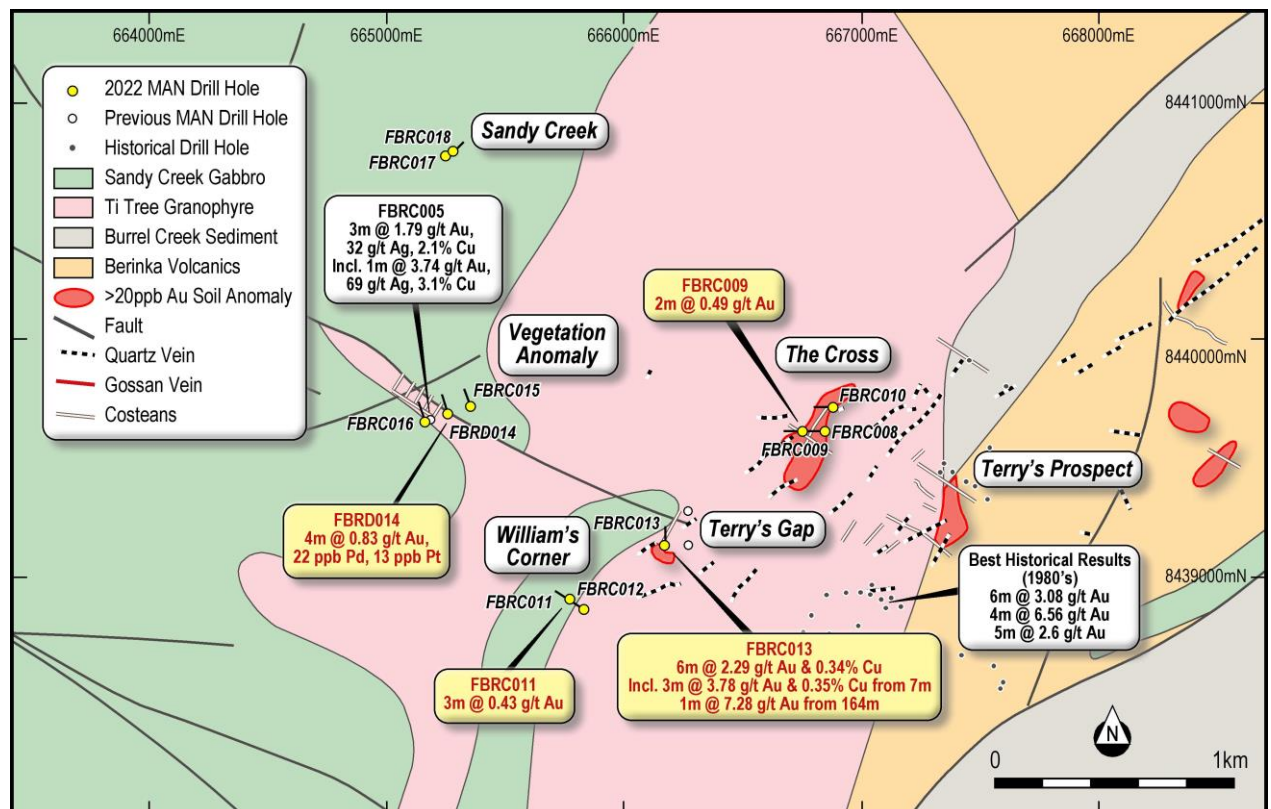 664000mE
665000mE
666000mE
667000mE
668000mE
8441000mN
8440000mN
8439000mN
2022 MAN Drill Hole
Previous MAN Drill Hole
Historical Drill Hole
Sandy Creek Gabbro
Ti Tree Granophyre
Burrel Creek Sediment
Berinka Volcanics
>20ppb Au Soil Anomaly
Fault
Quartz Vein
Gossan Vein
Costeans
FBRC018
FBRC017
Sandy Creek
FBRC005
3m @ 1.79 g/t Au,
32 g/t Ag, 2.1% Cu
Incl. 1m @ 3.74 g/t Au,
69 g/t Ag, 3.1% Cu
Vegetation
Anomaly
FBRC015
FBRC016
FBRD014
FBRC009
2m @ 0.49 g/t Au
The Cross
FBRC010
FBRC008
FBRC009
Terry's Prospect
FBRD014
4m @ 0.83 g/t Au,
22 ppb Pd, 13 ppb Pt
William's
Corner
FBRC013
Terry's Gap
FBRC012
FBRC011
Best Historical Results
(1980's)
6m @ 3.08 g/t Au
4m @ 6.56 g/t Au
5m @ 2.6 g/t Au
FBRC011
3m @ 0.43 g/t Au
FBRC013
6m @ 2.29 g/t Au & 0.34% Cu
Incl. 3m @ 3.78 g/t Au & 0.35% Cu from 7m
1m @ 7.28 g/t Au from 164m
N
0
1km